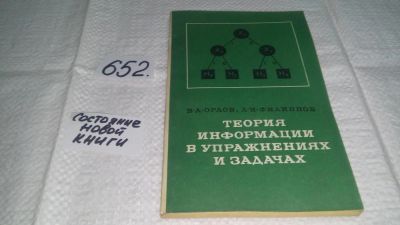 652.
состояние
новой
книги
В·А·ОРЛОВ, Л·И·ФИЛИППОВ
ТЕОРИЯ
ИНФОРМАЦИИ
В УПРАЖНЕНИЯХ
И ЗАДАЧАХ